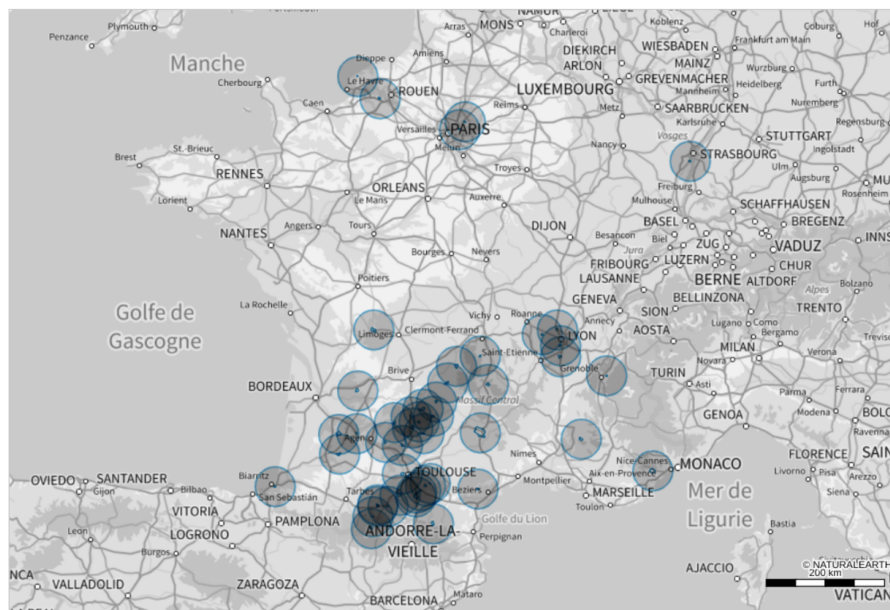 Plymouth
Penzance
Arras
NAMUR
MONS
Charleroi
Koblenz
Coburg
Hof
WIESBADEN
Frankfurt am Main
DIEKIRCH
ARLON
MAINZ
Wurzburg
Dieppe
Amiens
Manche
GREVENMACHER
Mannheim
Heidelberg
Furth
Cherbourg
Le Havre
ROUEN
LUXEMBOURG
Nuremberg
Reims
SAARBRUCKEN
Caen
Metz
Karlsruhe
Regensburg
Versailles
PARIS
Vosges
STUTTGART
Melun
Nancy
Ingolstadt
Brest
St.-Brieuc
STRASBOURG
RENNES
Troyes
Ulm
Augsburg
MU
Freiburg
Rosenheim
ORLEANS
Le Mans
Auxerre
Mulhouse
SCHAFFHAUSEN
Lorient
Angers
Tours
DIJON
BASEL
BREGENZ
NANTES
Besancon
Biel
ZUG
VADUZ
INNS
Bourges
Nevers
Jura
FRIBOURG
LUZERN
CHUR
LAUSANNE
BERNE
ALTDORF
Poitiers
GENEVA
BELLINZONA
Alpes
Bolzano
La Rochelle
Vichy
Roanne
Annecy
SION
TRENTO
Golfe de
Gascogne
Limoges
Clermont-Ferrand
LYON
AOSTA
Lugano
Como
Bergamo
Saint-Etienne
MILAN
Novara
Verona
Grenoble
BORDEAUX
Brive
TURIN
Asti
Parma
Ferrara
Massif Central
Modena
GENOA
BOLO
Ravenna
Agen
Nîmes
FLORENCE
SAN
Nice-Cannes
MONACO
Biarritz
TOULOUSE
Aix-en-Provence
Livorno
Pisa
Arezzo
OVIEDO
SANTANDER
Montpellier
Gijon
Bilbao
San Sebastián
Tarbes
Beziers
MARSEILLE
Toulon
Siena
VITORIA
PAMPLONA
Golfe du Lion
Mer de
Ligurie
Leon
LOGRONO
ANDORRE-LA-
VIEILLE
Perpignan
Bastia
Burgos
© NATURALEARTH
AJACCIO
200 km
NCA
VALLADOLID
ZARAGOZA
BARCELONA
Mataro
VATICAN